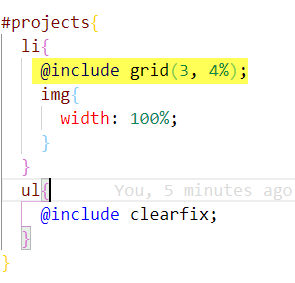 #projects{
li{
@include grid(3, 4%);
img{
width: 100%;
}
}
ul{ You, 5 minutes ago
@include clearfix;
}
}